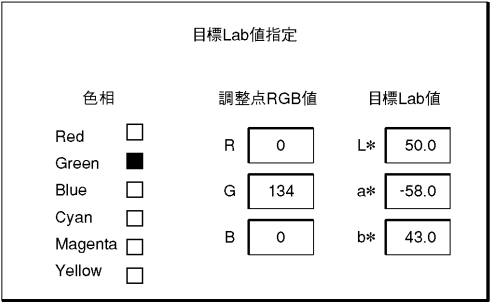 目標Lab値指定
色相 調整点RGB値 目標Lab値
Red
Green
Blue
Cyan
Magenta
Yellow
R 0
G 134
B 0
L* 50.0
a* -58.0
b* 43.0